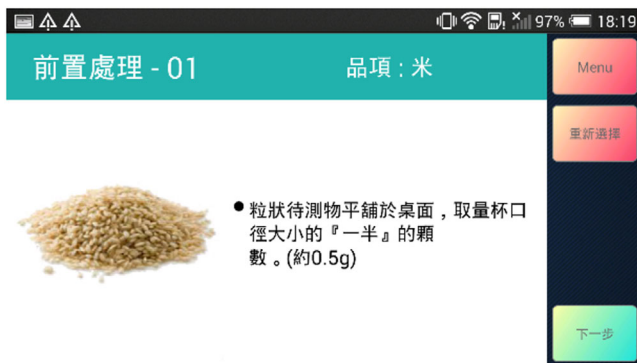 97% 18:19
前置處理 - 01
品項 : 米
Menu
重新選擇
●粒狀待測物平舖於桌面，取量杯口
徑大小的『一半』的顆
數。(約0.5g)
下一步